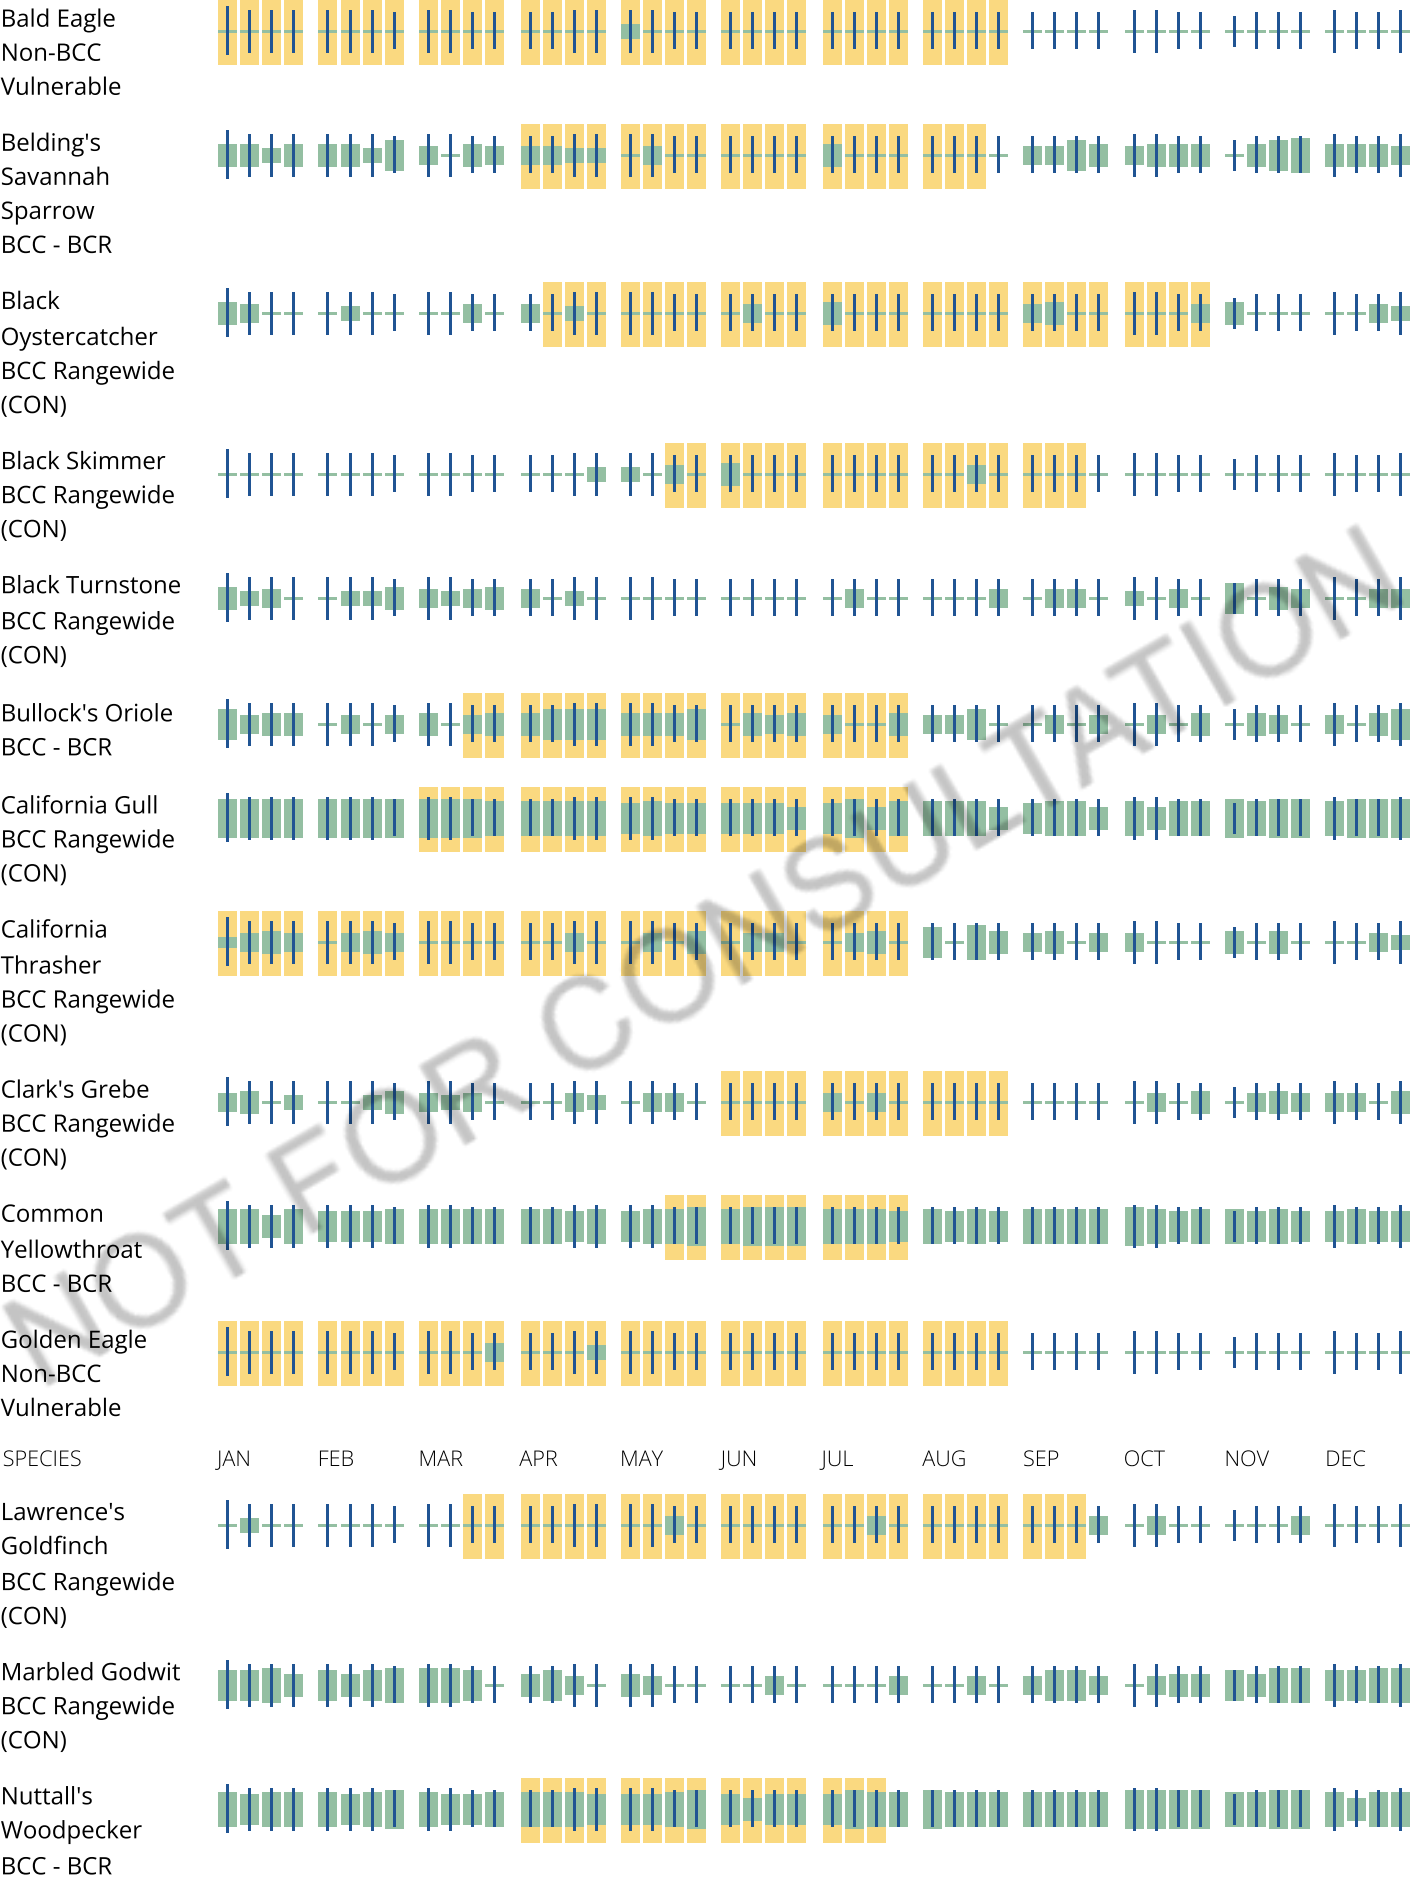 Bald Eagle
Non-BCC
Vulnerable
Belding's
Savannah
Sparrow
BCC - BCR
Black
Oystercatcher
BCC Rangewide
(CON)
Black Skimmer
BCC Rangewide
(CON)
Black Turnstone
BCC Rangewide
(CON)
Bullock's Oriole
BCC - BCR
California Gull
BCC Rangewide
(CON)
California
Thrasher
BCC Rangewide
(CON)
Clark's Grebe
BCC Rangewide
(CON)
Common
Yellowthroat
BCC - BCR
Golden Eagle
Non-BCC
Vulnerable
SPECIES JAN FEB MAR APR MAY JUN JUL AUG SEP OCT NOV DEC
Lawrence's
Goldfinch
BCC Rangewide
(CON)
Marbled Godwit
BCC Rangewide
(CON)
Nuttall's
Woodpecker
BCC - BCR
NOT FOR CONSULTATION